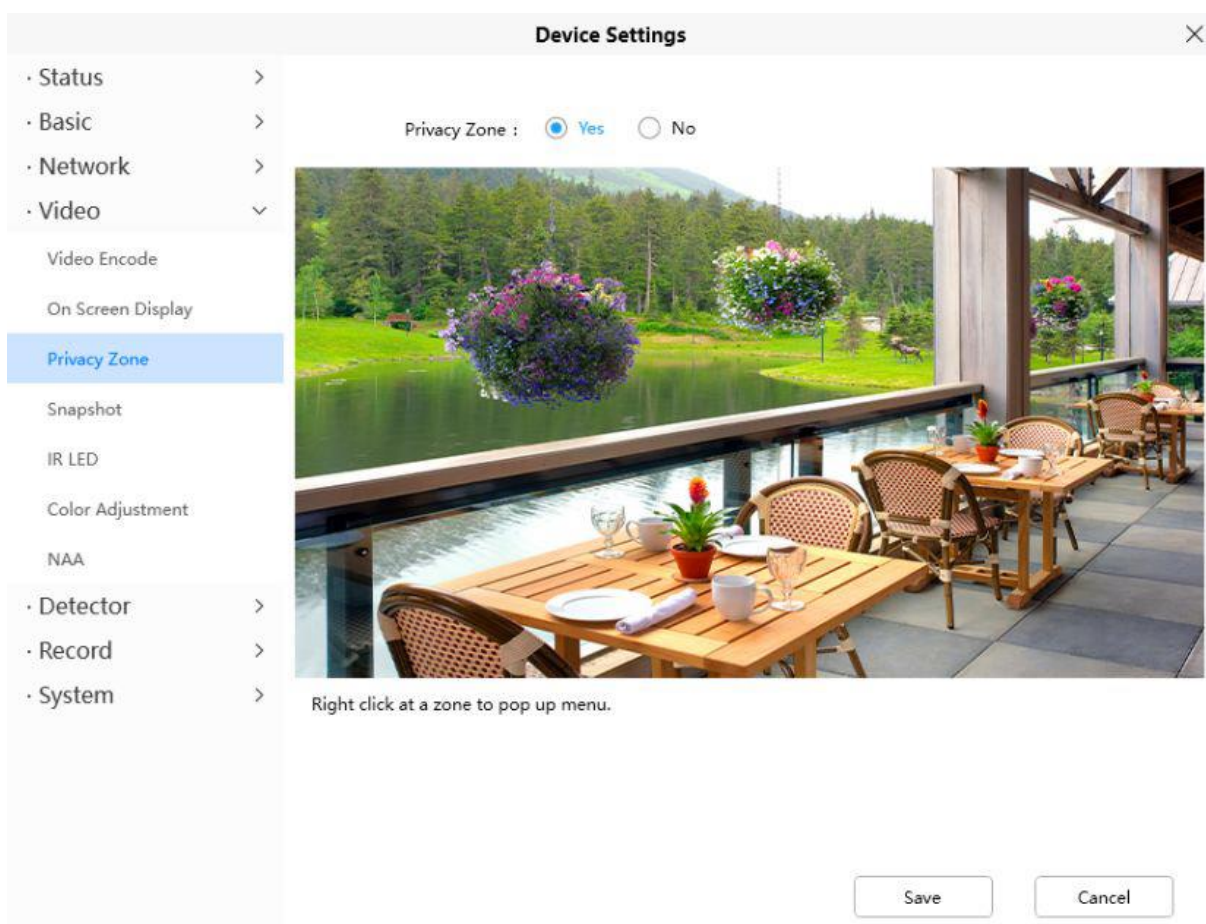 Device Settings
· Status
· Basic
· Network
· Video
Video Encode
On Screen Display
Privacy Zone
Snapshot
IR LED
Color Adjustment
NAA
· Detector
· Record
· System
Privacy Zone : Yes No
Right click at a zone to pop up menu.
Save Cancel